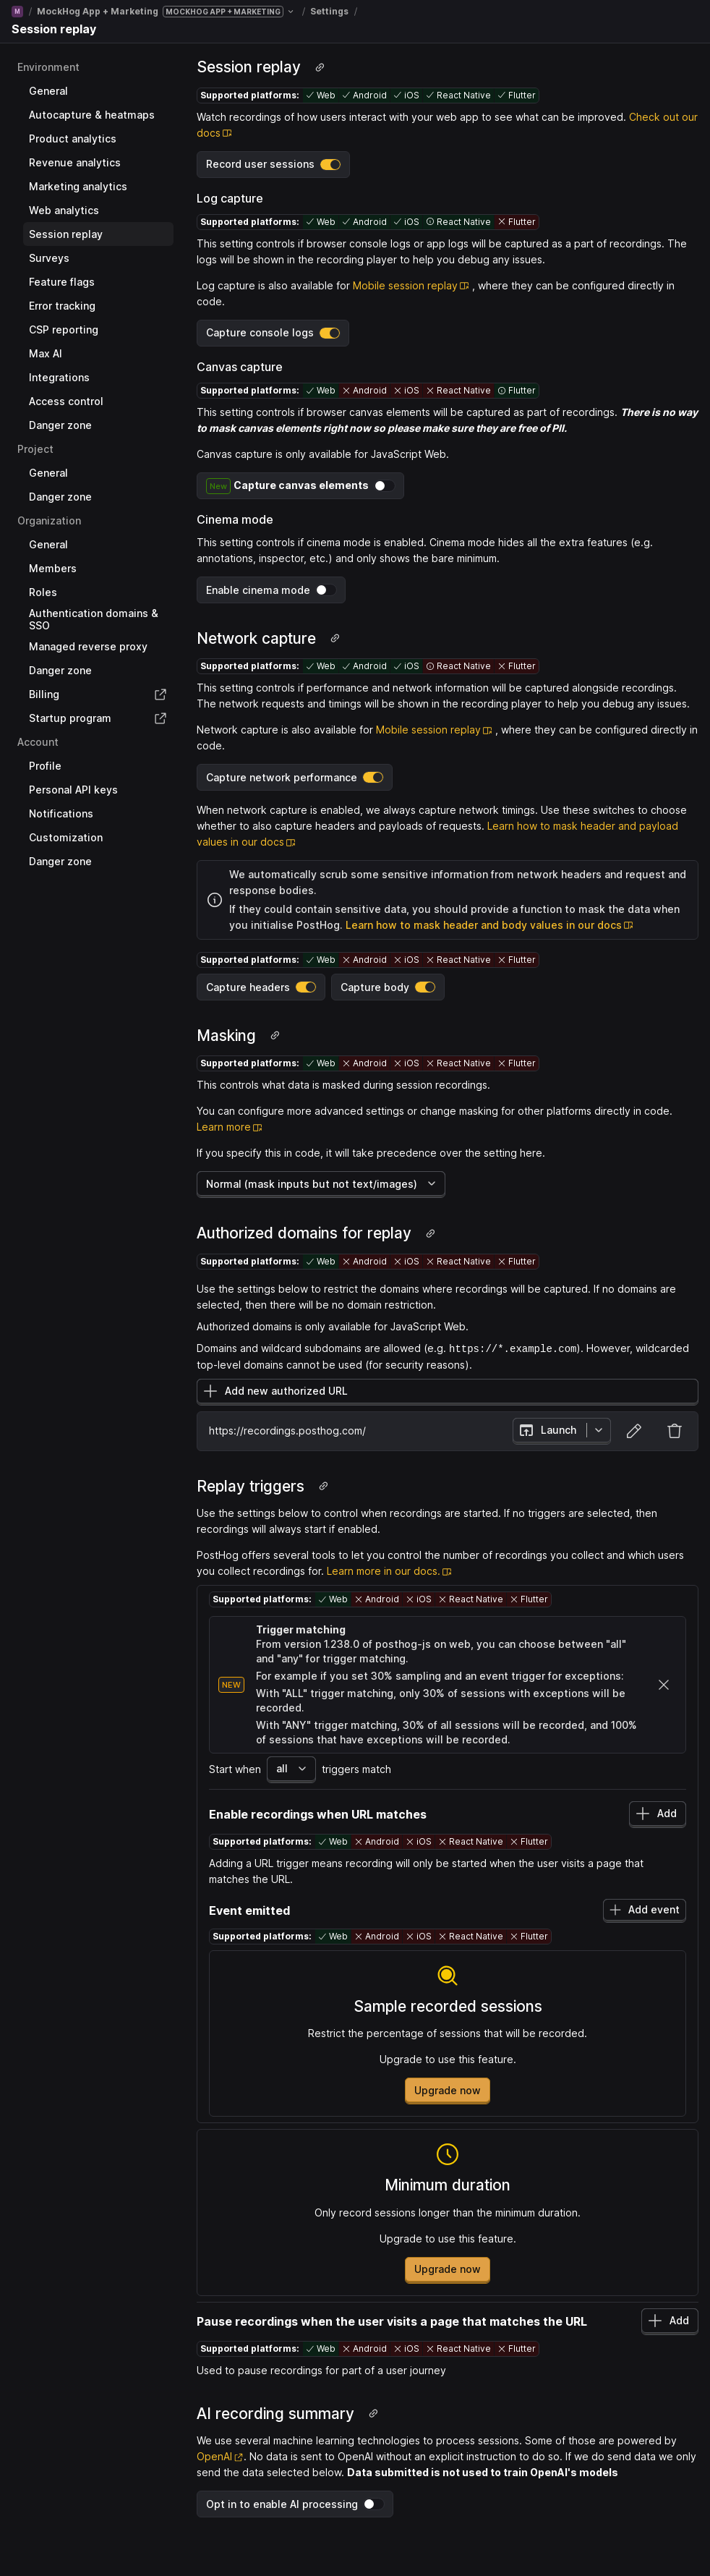 M / MockHog App + Marketing MOCKHOG APP + MARKETING / Settings /
Session replay
Environment
General
Autocapture & heatmaps
Product analytics
Revenue analytics
Marketing analytics
Web analytics
Session replay
Surveys
Feature flags
Error tracking
CSP reporting
Max AI
Integrations
Access control
Danger zone
Project
General
Danger zone
Organization
General
Members
Roles
Authentication domains &
SSO
Managed reverse proxy
Danger zone
Billing
Startup program
Account
Profile
Personal API keys
Notifications
Customization
Danger zone
Session replay
Supported platforms: Web Android iOS React Native Flutter
Watch recordings of how users interact with your web app to see what can be improved. Check out our
docs
Record user sessions
Log capture
Supported platforms: Web Android iOS React Native Flutter
This setting controls if browser console logs or app logs will be captured as a part of recordings. The
logs will be shown in the recording player to help you debug any issues.
Log capture is also available for Mobile session replay , where they can be configured directly in
code.
Capture console logs
Canvas capture
Supported platforms: Web Android iOS React Native Flutter
This setting controls if browser canvas elements will be captured as part of recordings. There is no way
to mask canvas elements right now so please make sure they are free of PII.
Canvas capture is only available for JavaScript Web.
New Capture canvas elements
Cinema mode
This setting controls if cinema mode is enabled. Cinema mode hides all the extra features (e.g.
annotations, inspector, etc.) and only shows the bare minimum.
Enable cinema mode
Network capture
Supported platforms: Web Android iOS React Native Flutter
This setting controls if performance and network information will be captured alongside recordings.
The network requests and timings will be shown in the recording player to help you debug any issues.
Network capture is also available for Mobile session replay , where they can be configured directly in
code.
Capture network performance
When network capture is enabled, we always capture network timings. Use these switches to choose
whether to also capture headers and payloads of requests. Learn how to mask header and payload
values in our docs
We automatically scrub some sensitive information from network headers and request and
response bodies.
If they could contain sensitive data, you should provide a function to mask the data when
you initialise PostHog. Learn how to mask header and body values in our docs
Supported platforms: Web Android iOS React Native Flutter
Capture headers Capture body
Masking
Supported platforms: Web Android iOS React Native Flutter
This controls what data is masked during session recordings.
You can configure more advanced settings or change masking for other platforms directly in code.
Learn more
If you specify this in code, it will take precedence over the setting here.
Normal (mask inputs but not text/images)
Authorized domains for replay
Supported platforms: Web Android iOS React Native Flutter
Use the settings below to restrict the domains where recordings will be captured. If no domains are
selected, then there will be no domain restriction.
Authorized domains is only available for JavaScript Web.
Domains and wildcard subdomains are allowed (e.g. https://*.example.com). However, wildcarded
top-level domains cannot be used (for security reasons).
Add new authorized URL
https://recordings.posthog.com/ Launch
Replay triggers
Use the settings below to control when recordings are started. If no triggers are selected, then
recordings will always start if enabled.
PostHog offers several tools to let you control the number of recordings you collect and which users
you collect recordings for. Learn more in our docs.
Supported platforms: Web Android iOS React Native Flutter
NEW
Trigger matching
From version 1.238.0 of posthog-js on web, you can choose between "all"
and "any" for trigger matching.
For example if you set 30% sampling and an event trigger for exceptions:
With "ALL" trigger matching, only 30% of sessions with exceptions will be
recorded.
With "ANY" trigger matching, 30% of all sessions will be recorded, and 100%
of sessions that have exceptions will be recorded.
Start when all triggers match
Enable recordings when URL matches Add
Supported platforms: Web Android iOS React Native Flutter
Adding a URL trigger means recording will only be started when the user visits a page that
matches the URL.
Event emitted Add event
Supported platforms: Web Android iOS React Native Flutter
Sample recorded sessions
Restrict the percentage of sessions that will be recorded.
Upgrade to use this feature.
Upgrade now
Minimum duration
Only record sessions longer than the minimum duration.
Upgrade to use this feature.
Upgrade now
Pause recordings when the user visits a page that matches the URL Add
Supported platforms: Web Android iOS React Native Flutter
Used to pause recordings for part of a user journey
AI recording summary
We use several machine learning technologies to process sessions. Some of those are powered by
OpenAI . No data is sent to OpenAI without an explicit instruction to do so. If we do send data we only
send the data selected below. Data submitted is not used to train OpenAI's models
Opt in to enable AI processing